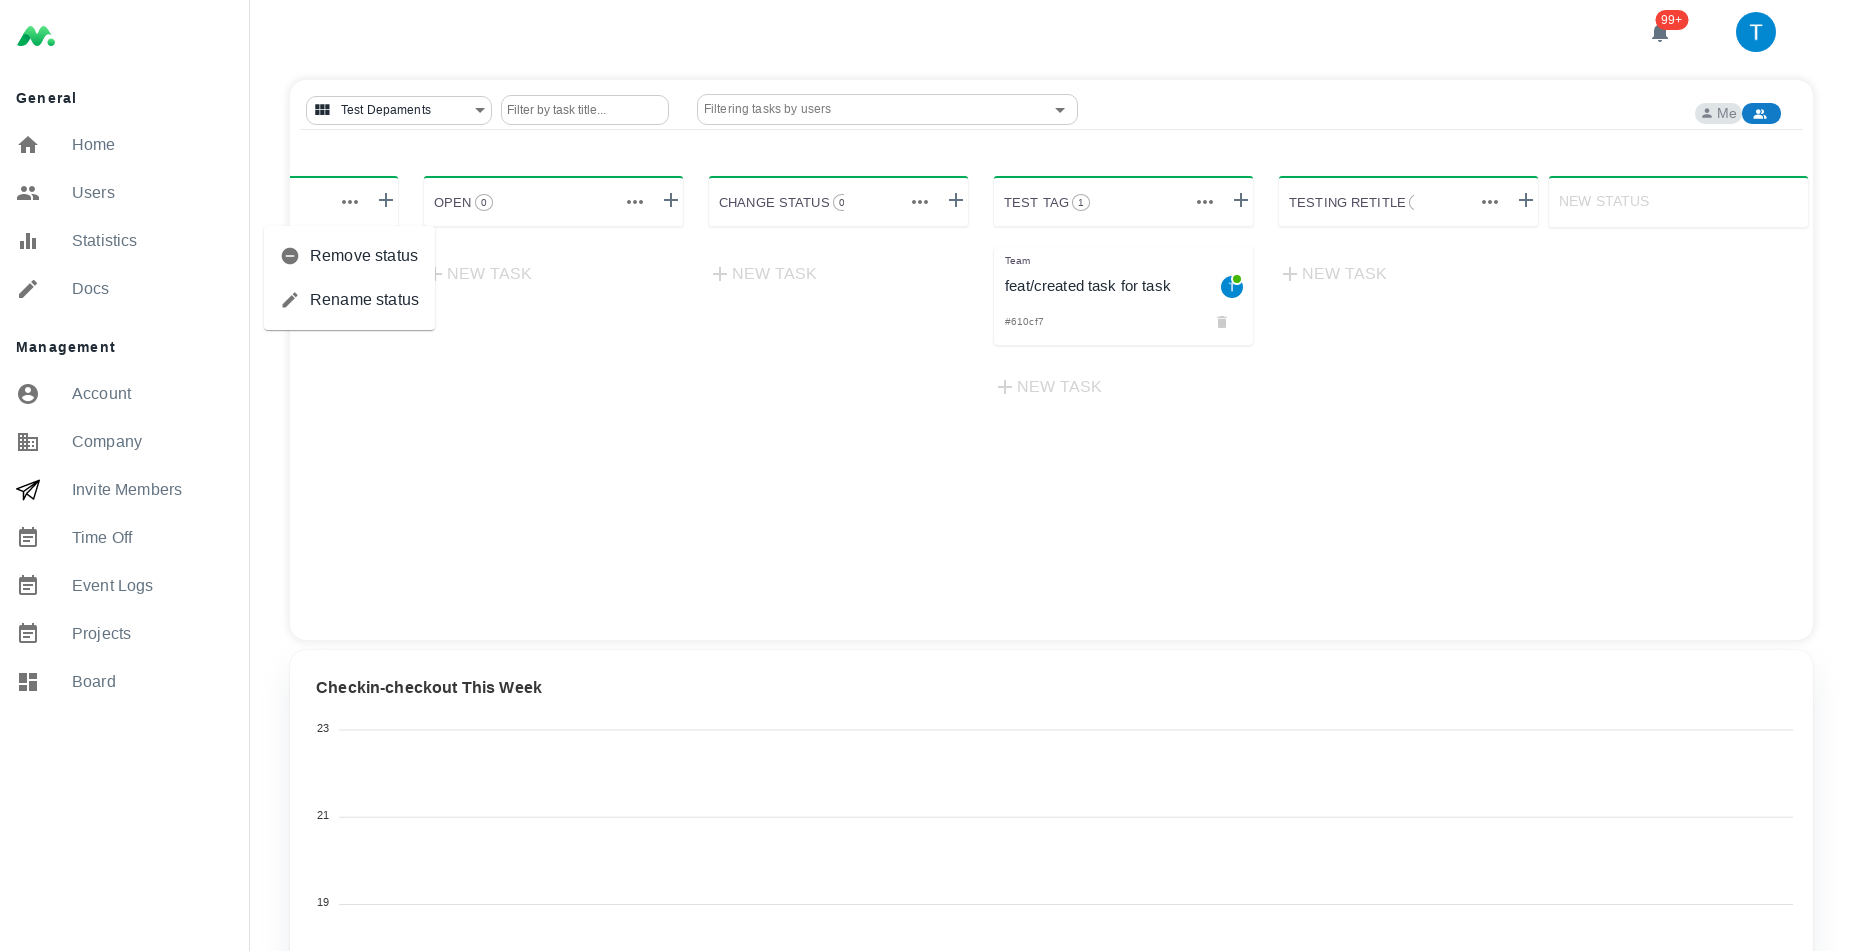 99+
T
General
Home
Users
Statistics
Docs
Management
Account
Company
Invite Members
Time Off
Event Logs
Projects
Board
Test Depaments
Filter by task title...
Filtering tasks by users
Me
OPEN 0
CHANGE STATUS 0
TEST TAG 1
TESTING RETITLE
NEW STATUS
Remove status
Rename status
NEW TASK
NEW TASK
Team
feat/created task for task
T
#610cf7
NEW TASK
NEW TASK
Checkin-checkout This Week
23
21
19